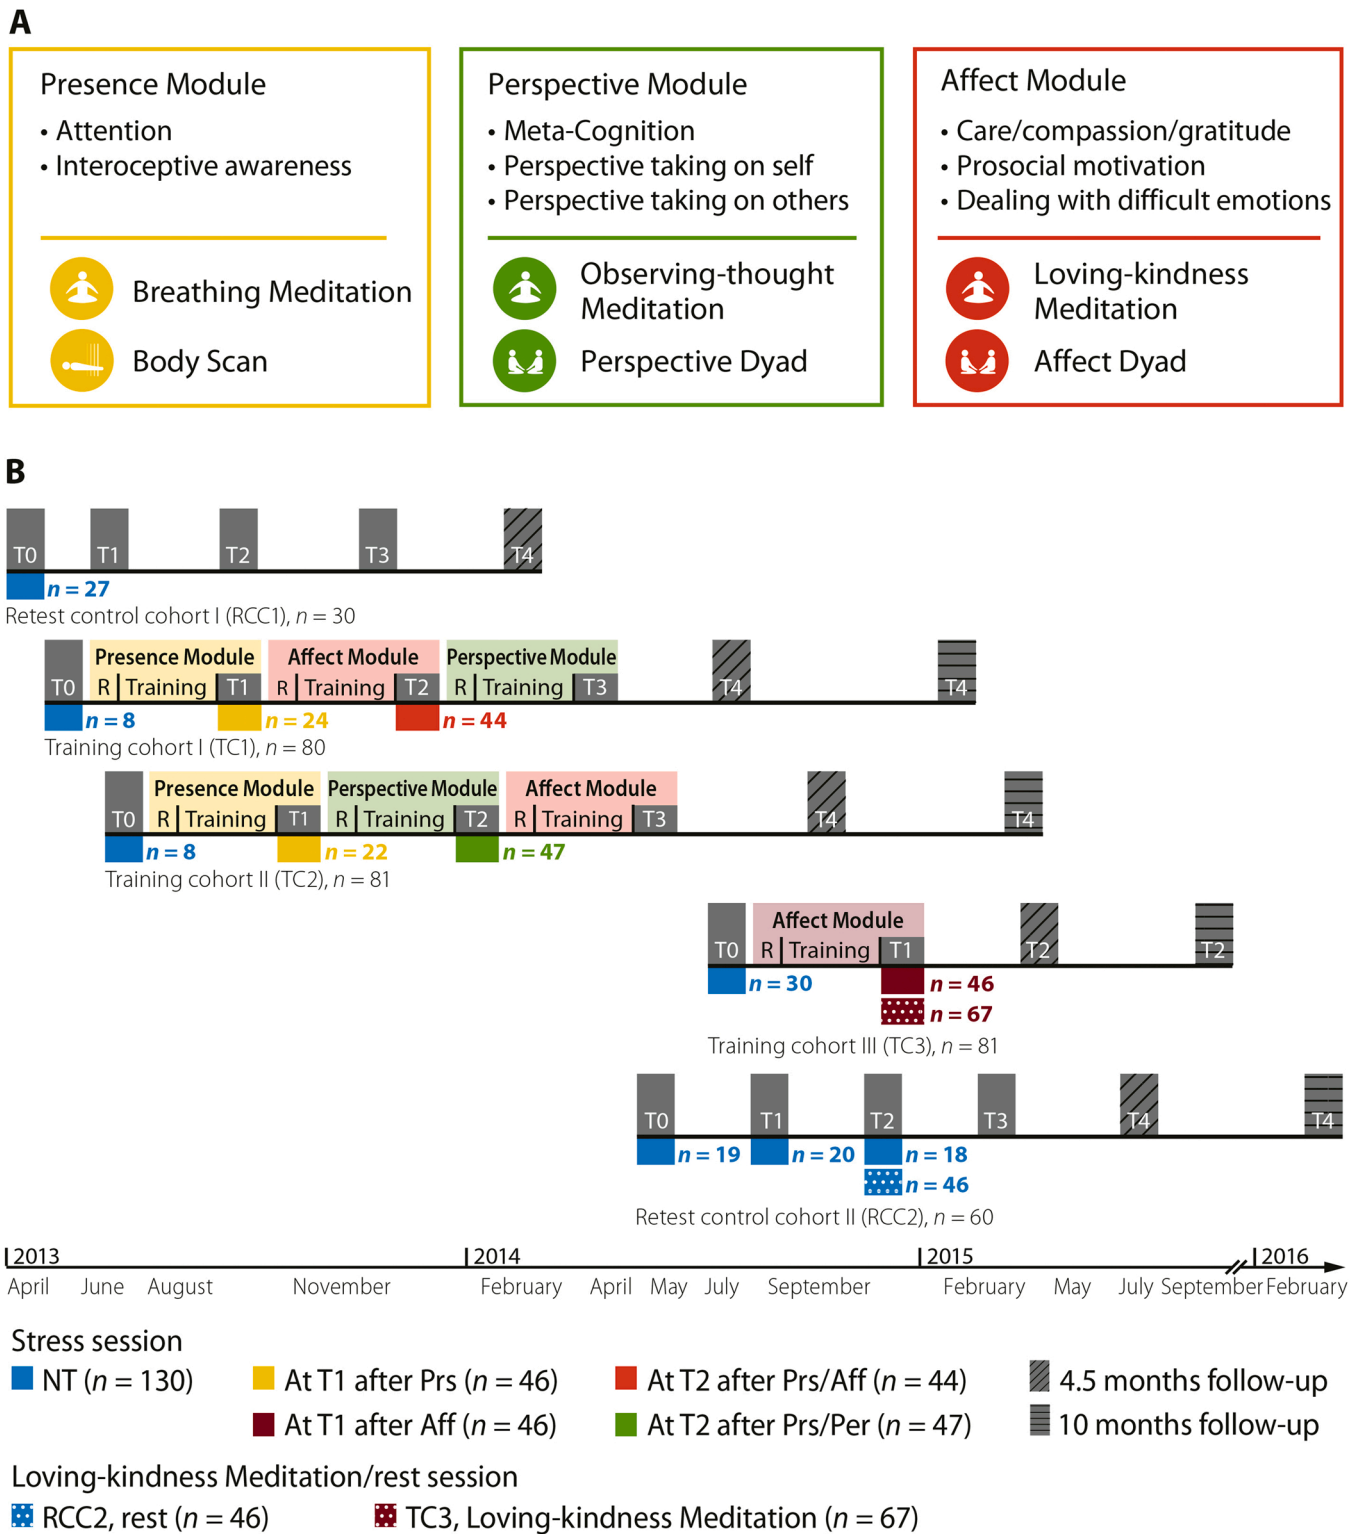 A
Presence Module
• Attention
• Interoceptive awareness
Breathing Meditation
Body Scan
Perspective Module
• Meta-Cognition
• Perspective taking on self
• Perspective taking on others
Observing-thought
Meditation
Perspective Dyad
Affect Module
• Care/compassion/gratitude
• Prosocial motivation
• Dealing with difficult emotions
Loving-kindness
Meditation
Affect Dyad
B
T0 T1 T2 T3 T4
n = 27
Retest control cohort I (RCC1), n = 30
Presence Module Affect Module Perspective Module
T0 R Training T1 R Training T2 R Training T3 T4 T4
n = 8 n = 24 n = 44
Training cohort I (TC1), n = 80
Presence Module Perspective Module Affect Module
T0 R Training T1 R Training T2 R Training T3 T4 T4
n = 8 n = 22 n = 47
Training cohort II (TC2), n = 81
Affect Module
T0 R Training T1 T2 T2
n = 30 n = 46
n = 67
Training cohort III (TC3), n = 81
T0 T1 T2 T3 T4 T4
n = 19 n = 20 n = 18
n = 46
Retest control cohort II (RCC2), n = 60
2013 2014 2015 2016
April June August November February April May July September February May July September February
Stress session
NT (n = 130) At T1 after Prs (n = 46) At T2 after Prs/Aff (n = 44) 4.5 months follow-up
At T1 after Aff (n = 46) At T2 after Prs/Per (n = 47) 10 months follow-up
Loving-kindness Meditation/rest session
RCC2, rest (n = 46) TC3, Loving-kindness Meditation (n = 67)